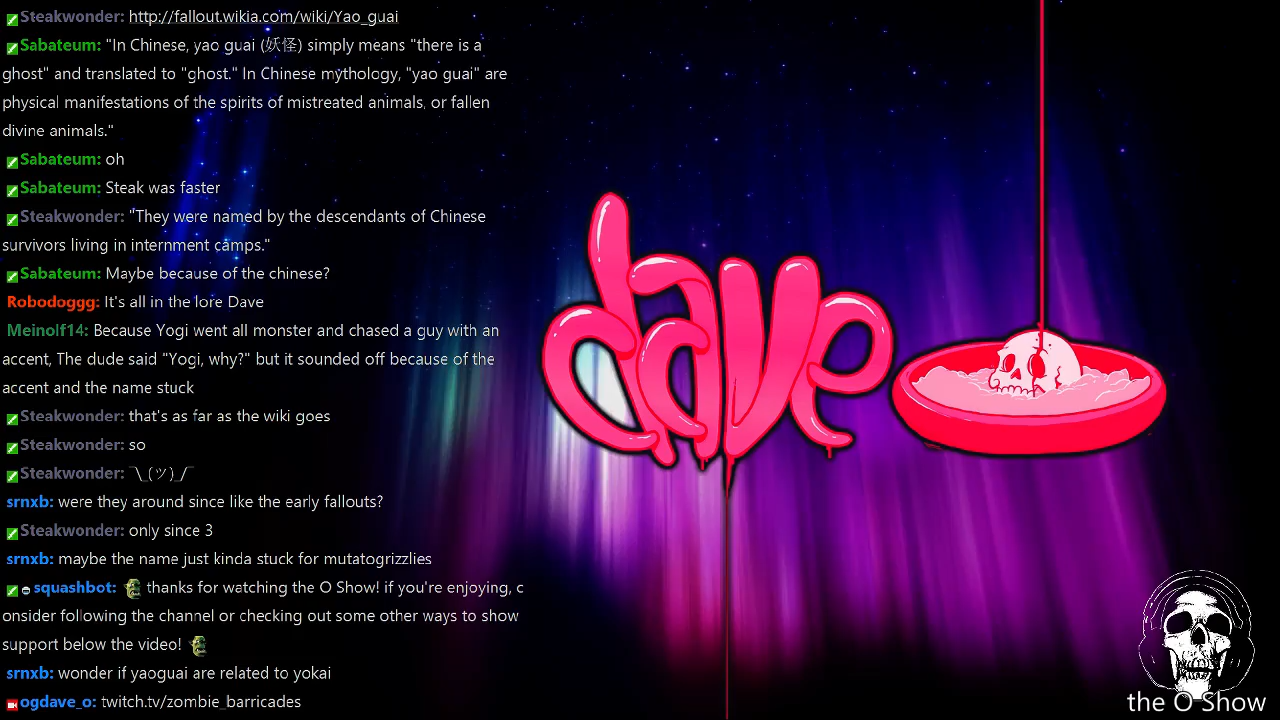 Steakwonder: http://fallout.wikia.com/wiki/Yao_guai
Sabateum: "In Chinese, yao guai (妖怪) simply means "there is a
ghost" and translated to "ghost." In Chinese mythology, "yao guai" are
physical manifestations of the spirits of mistreated animals, or fallen
divine animals."
Sabateum: oh
Sabateum: Steak was faster
Steakwonder: "They were named by the descendants of Chinese
survivors living in internment camps."
Sabateum: Maybe because of the chinese?
Robodoggg: It's all in the lore Dave
Meinolf14: Because Yogi went all monster and chased a guy with an
accent, The dude said "Yogi, why?" but it sounded off because of the
accent and the name stuck
Steakwonder: that's as far as the wiki goes
Steakwonder: so
Steakwonder: ¯\_(ツ)_/¯
srnxb: were they around since like the early fallouts?
Steakwonder: only since 3
srnxb: maybe the name just kinda stuck for mutatogrizzlies
squashbot: thanks for watching the O Show! if you're enjoying, c
onsider following the channel or checking out some other ways to show
support below the video!
srnxb: wonder if yaoguai are related to yokai
ogdave_o: twitch.tv/zombie_barricades
dave
the O Show